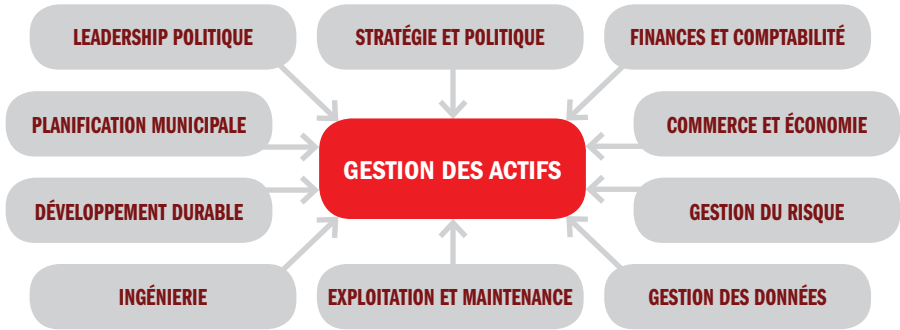 LEADERSHIP POLITIQUE
STRATÉGIE ET POLITIQUE
FINANCES ET COMPTABILITÉ
PLANIFICATION MUNICIPALE
COMMERCE ET ÉCONOMIE
GESTION DES ACTIFS
DÉVELOPPEMENT DURABLE
GESTION DU RISQUE
INGÉNIERIE
EXPLOITATION ET MAINTENANCE
GESTION DES DONNÉES